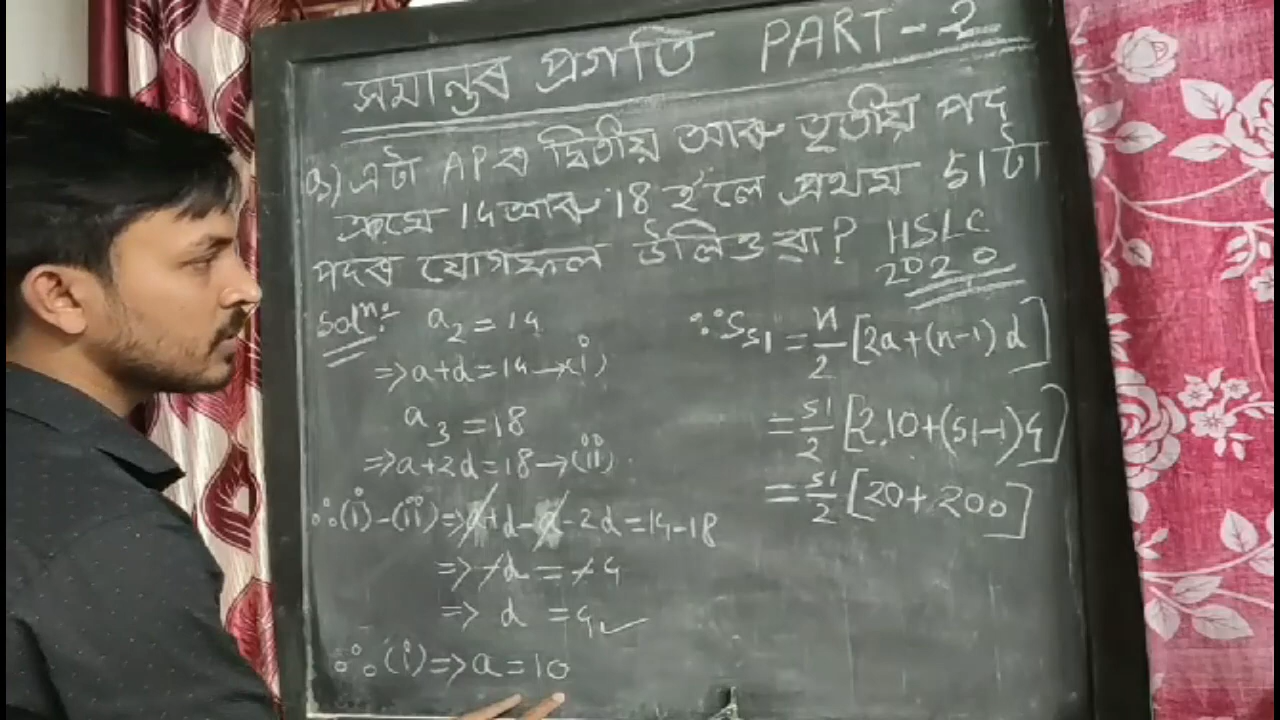 সমান্তৰ প্ৰগতি PART-2
Q.) এটা APৰ দ্বিতীয় আৰু তৃতীয় পদ
ক্ৰমে 14 আৰু 18 হ'লে প্ৰথম 51টা
পদৰ যোগফল উলিওৱা? HSLC
2020
Solⁿ:- a₂ = 14
⇒ a+d = 14 → (i)
a₃ = 18
⇒ a+2d = 18 → (ii)
∴ (i) - (ii) ⇒ a+d-a-2d = 14-18
⇒ -d = -4
⇒ d = 4 ✓
∴ (i) ⇒ a = 10
∵ S₅₁ = n/2 [2a+(n-1)d]
= 51/2 [2.10+(51-1)4]
= 51/2 [20+200]